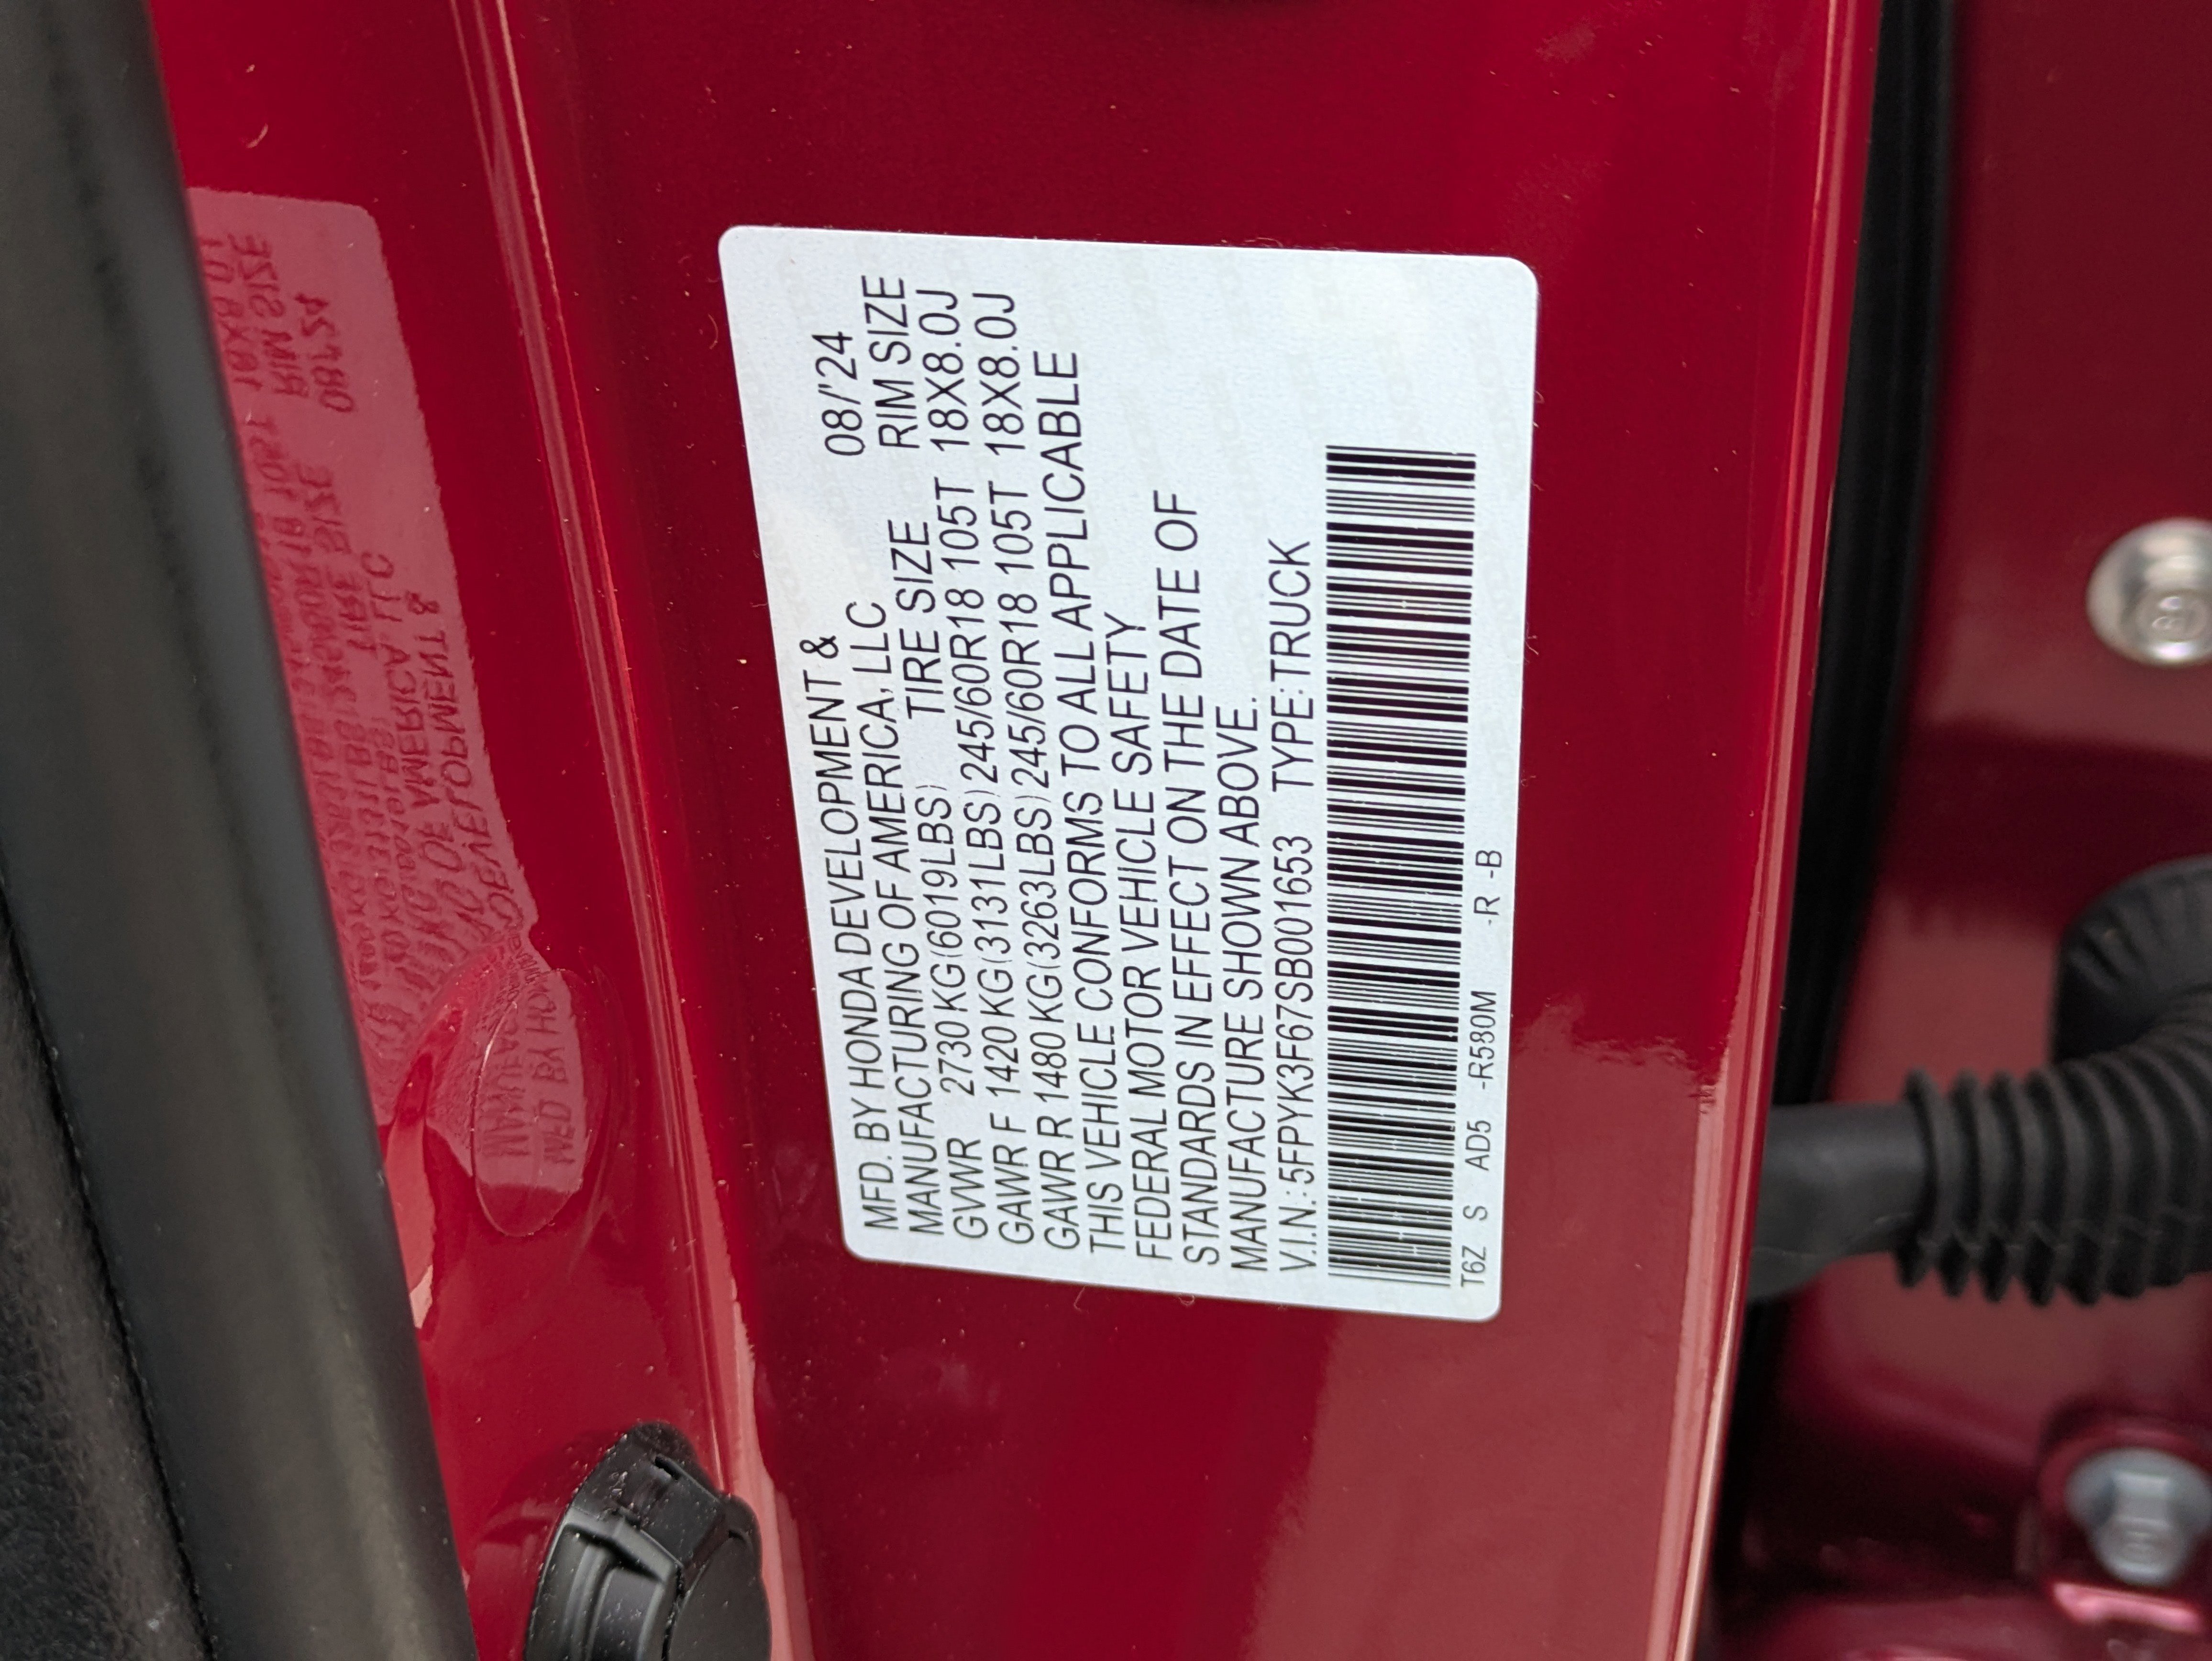 MFD. BY HONDA DEVELOPMENT & 08/'24
MANUFACTURING OF AMERICA, LLC
TIRE SIZE RIM SIZE
GVWR 2730 KG(6019LBS)
GAWR F 1420 KG(3131LBS) 245/60R18 105T 18X8.0J
GAWR R 1480 KG(3263LBS) 245/60R18 105T 18X8.0J
THIS VEHICLE CONFORMS TO ALL APPLICABLE
FEDERAL MOTOR VEHICLE SAFETY
STANDARDS IN EFFECT ON THE DATE OF
MANUFACTURE SHOWN ABOVE.
V.I.N.: 5FPYK3F67SB001653 TYPE:TRUCK
T6Z S AD5 -R580M -R -B